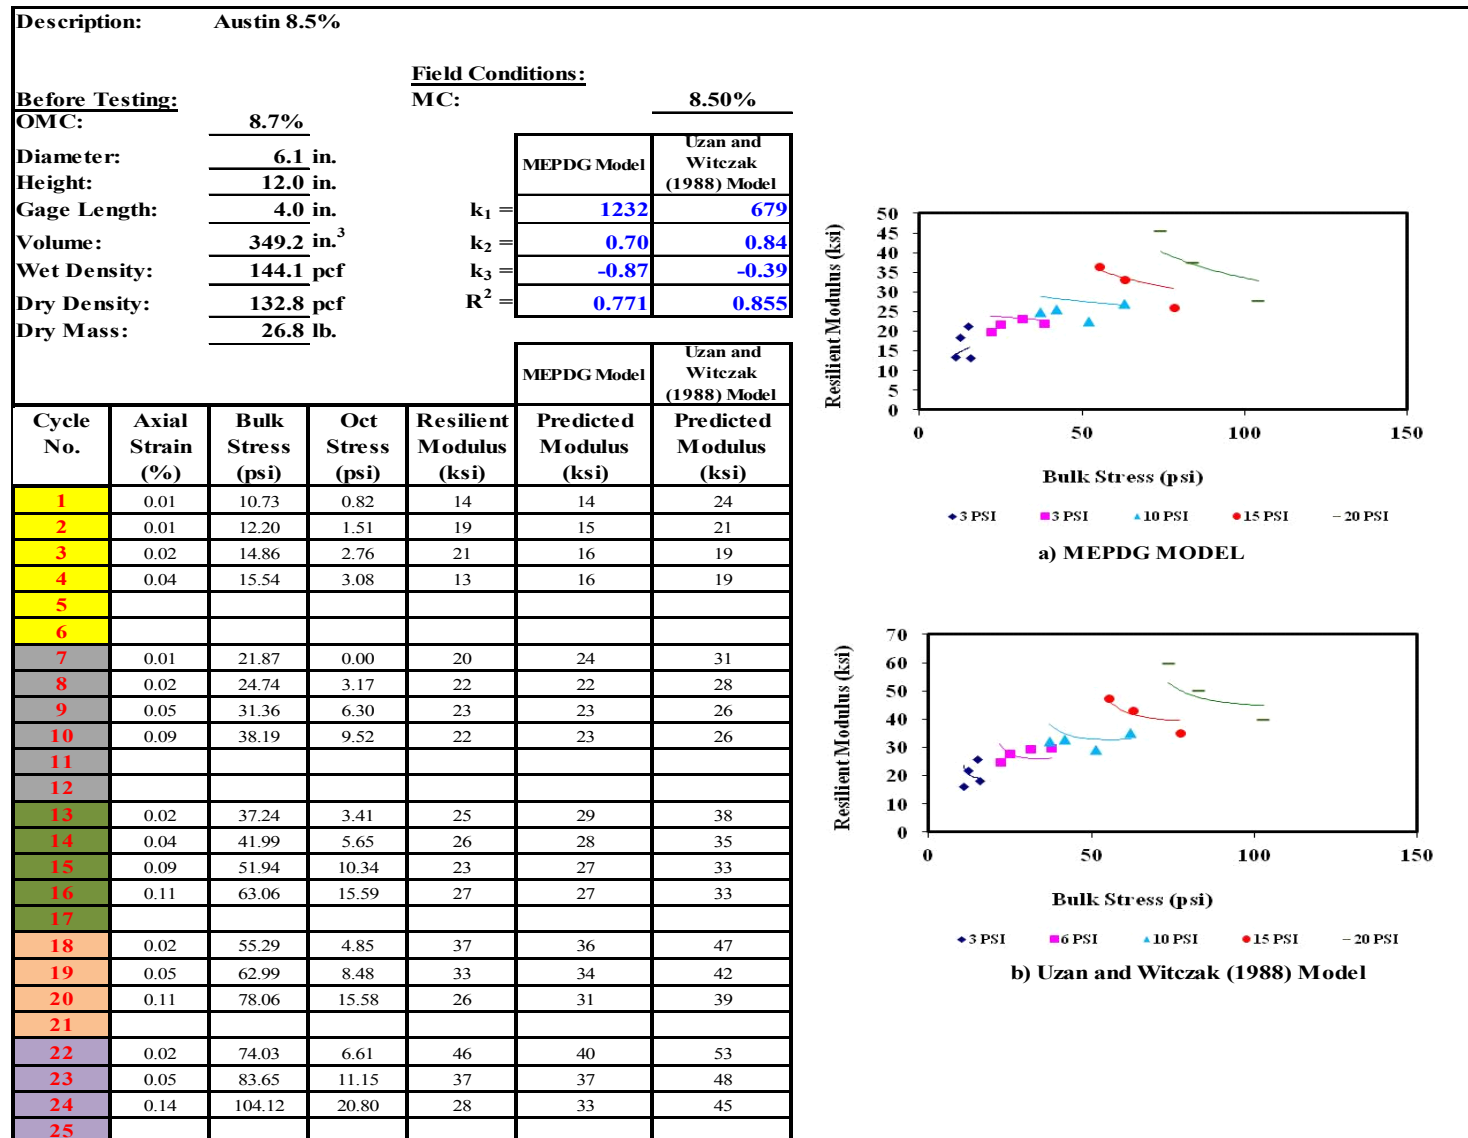 Description: Austin 8.5%
Field Conditions:
Before Testing: MC: 8.50%
OMC: 8.7%
Diameter: 6.1 in.
Height: 12.0 in.
Gage Length: 4.0 in.
Volume: 349.2 in.³
Wet Density: 144.1 pcf
Dry Density: 132.8 pcf
Dry Mass: 26.8 lb.
MEPDG Model Uzan and Witczak (1988) Model
k₁ = 1232 679
k₂ = 0.70 0.84
k₃ = -0.87 -0.39
R² = 0.771 0.855
MEPDG Model Uzan and Witczak (1988) Model
Cycle No. Axial Strain (%) Bulk Stress (psi) Oct Stress (psi) Resilient Modulus (ksi) Predicted Modulus (ksi) Predicted Modulus (ksi)
1 0.01 10.73 0.82 14 14 24
2 0.01 12.20 1.51 19 15 21
3 0.02 14.86 2.76 21 16 19
4 0.04 15.54 3.08 13 16 19
5
6
7 0.01 21.87 0.00 20 24 31
8 0.02 24.74 3.17 22 22 28
9 0.05 31.36 6.30 23 23 26
10 0.09 38.19 9.52 22 23 26
11
12
13 0.02 37.24 3.41 25 29 38
14 0.04 41.99 5.65 26 28 35
15 0.09 51.94 10.34 23 27 33
16 0.11 63.06 15.59 27 27 33
17
18 0.02 55.29 4.85 37 36 47
19 0.05 62.99 8.48 33 34 42
20 0.11 78.06 15.58 26 31 39
21
22 0.02 74.03 6.61 46 40 53
23 0.05 83.65 11.15 37 37 48
24 0.14 104.12 20.80 28 33 45
25
Resilient Modulus (ksi)
50
45
40
35
30
25
20
15
10
5
0
0 50 100 150
Bulk Stress (psi)
3 PSI 3 PSI 10 PSI 15 PSI 20 PSI
a) MEPDG MODEL
Resilient Modulus (ksi)
70
60
50
40
30
20
10
0
0 50 100 150
Bulk Stress (psi)
3 PSI 6 PSI 10 PSI 15 PSI 20 PSI
b) Uzan and Witczak (1988) Model